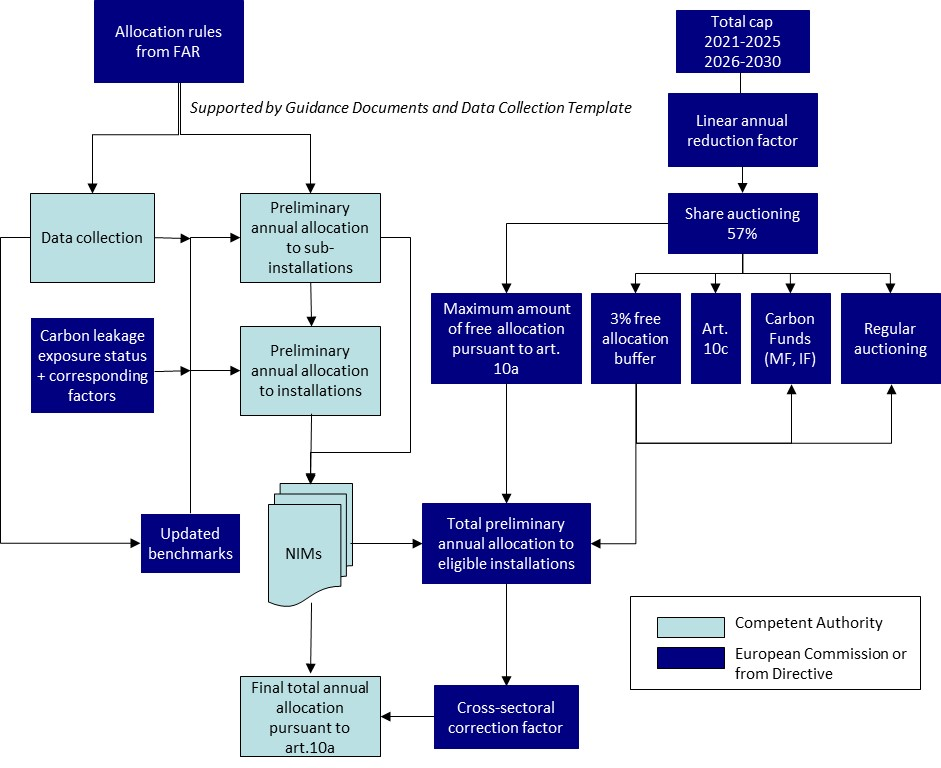 Allocation rules
from FAR
Total cap
2021-2025
2026-2030
Supported by Guidance Documents and Data Collection Template
Linear annual
reduction factor
Data collection
Preliminary
annual allocation
to sub-
installations
Share auctioning
57%
Carbon leakage
exposure status
+ corresponding
factors
Preliminary
annual allocation
to installations
Maximum amount
of free allocation
pursuant to art.
10a
3% free
allocation
buffer
Art.
10c
Carbon
Funds
(MF, IF)
Regular
auctioning
Updated
benchmarks
NIMs
Total preliminary
annual allocation to
eligible installations
Competent Authority
European Commission or
from Directive
Final total annual
allocation
pursuant to
art.10a
Cross-sectoral
correction factor